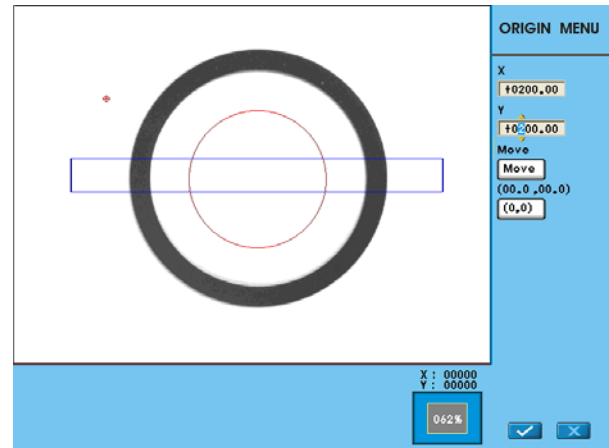 ORIGIN MENU
X
+0200.00
Y
+0200.00
Move
Move
(00.0 ,00.0)
(0,0)
X : 00000
Y : 00000
062%